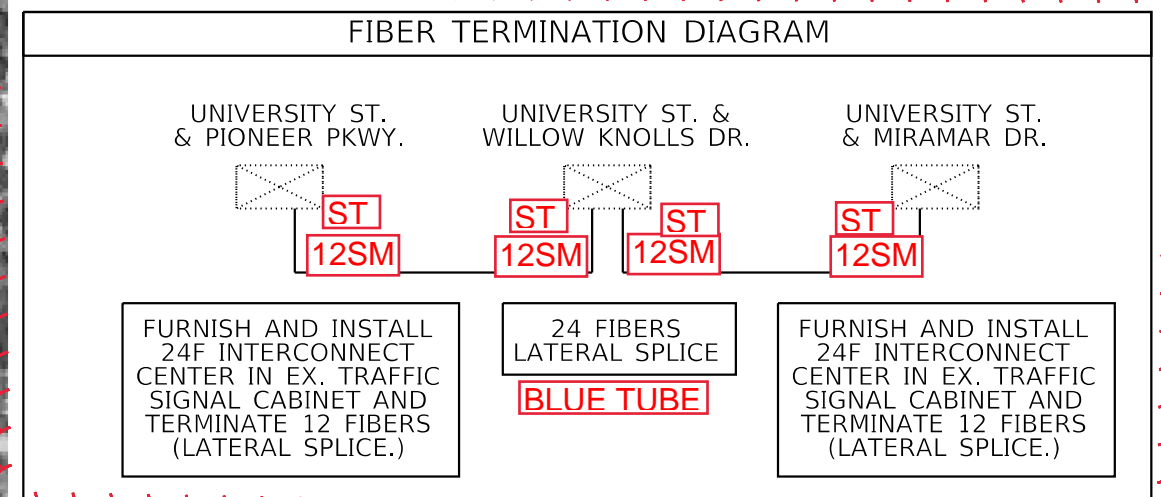 FIBER TERMINATION DIAGRAM
UNIVERSITY ST.
& PIONEER PKWY.
UNIVERSITY ST. &
WILLOW KNOLLS DR.
UNIVERSITY ST.
& MIRAMAR DR.
ST
12SM
ST
12SM
ST
12SM
ST
12SM
FURNISH AND INSTALL
24F INTERCONNECT
CENTER IN EX. TRAFFIC
SIGNAL CABINET AND
TERMINATE 12 FIBERS
(LATERAL SPLICE.)
24 FIBERS
LATERAL SPLICE
BLUE TUBE
FURNISH AND INSTALL
24F INTERCONNECT
CENTER IN EX. TRAFFIC
SIGNAL CABINET AND
TERMINATE 12 FIBERS
(LATERAL SPLICE.)